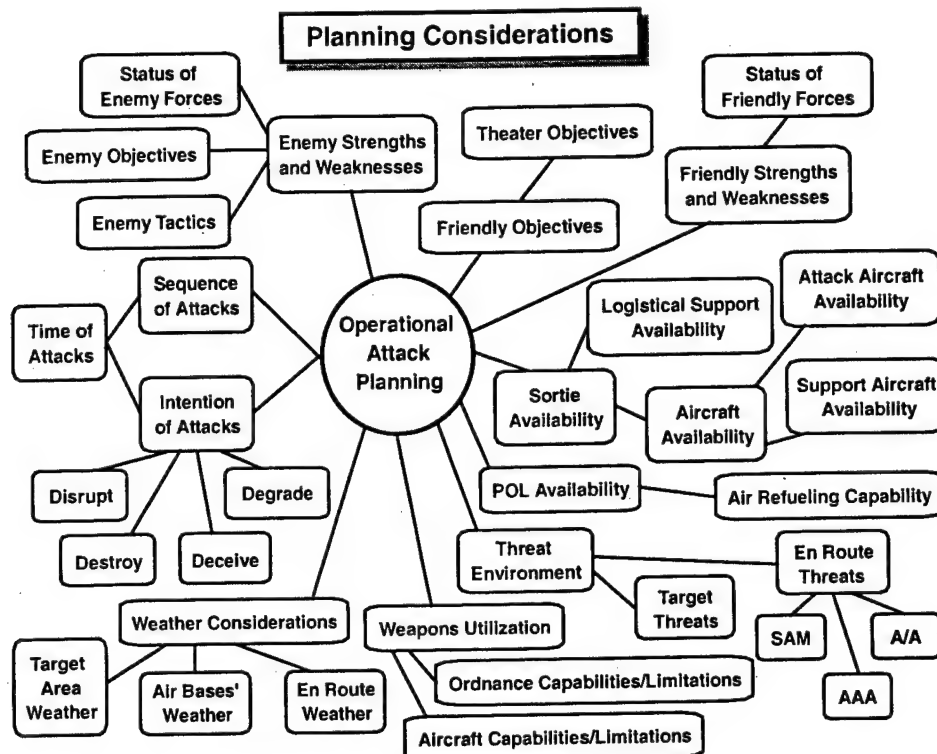 Planning Considerations
Status of
Enemy Forces
Enemy Objectives
Enemy Tactics
Enemy Strengths
and Weaknesses
Theater Objectives
Friendly Objectives
Status of
Friendly Forces
Friendly Strengths
and Weaknesses
Sequence
of Attacks
Time of
Attacks
Intention
of Attacks
Disrupt
Destroy
Deceive
Degrade
Operational
Attack
Planning
Logistical Support
Availability
Attack Aircraft
Availability
Sortie
Availability
Aircraft
Availability
Support Aircraft
Availability
POL Availability
Air Refueling Capability
Threat
Environment
Target
Threats
En Route
Threats
SAM
AAA
A/A
Weather Considerations
Target
Area
Weather
Air Bases'
Weather
En Route
Weather
Weapons Utilization
Ordnance Capabilities/Limitations
Aircraft Capabilities/Limitations